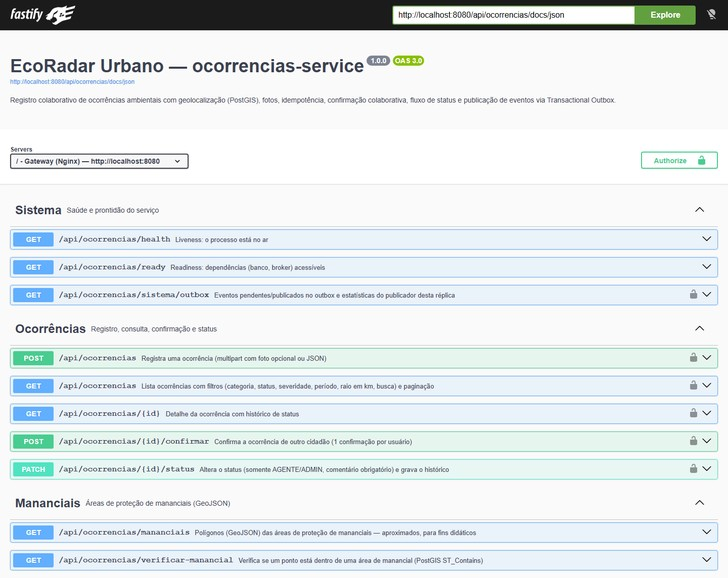 fastify
http://localhost:8080/api/ocorrencias/docs/json Explore
EcoRadar Urbano — ocorrencias-service 1.0.0 OAS 3.0
http://localhost:8080/api/ocorrencias/docs/json
Registro colaborativo de ocorrências ambientais com geolocalização (PostGIS), fotos, idempotência, confirmação colaborativa, fluxo de status e publicação de eventos via Transactional Outbox.
Servers
/ - Gateway (Nginx) — http://localhost:8080
Authorize
Sistema Saúde e prontidão do serviço
GET /api/ocorrencias/health Liveness: o processo está no ar
GET /api/ocorrencias/ready Readiness: dependências (banco, broker) acessíveis
GET /api/ocorrencias/sistema/outbox Eventos pendentes/publicados no outbox e estatísticas do publicador desta réplica
Ocorrências Registro, consulta, confirmação e status
POST /api/ocorrencias Registra uma ocorrência (multipart com foto opcional ou JSON)
GET /api/ocorrencias Lista ocorrências com filtros (categoria, status, severidade, período, raio em km, busca) e paginação
GET /api/ocorrencias/{id} Detalhe da ocorrência com histórico de status
POST /api/ocorrencias/{id}/confirmar Confirma a ocorrência de outro cidadão (1 confirmação por usuário)
PATCH /api/ocorrencias/{id}/status Altera o status (somente AGENTE/ADMIN, comentário obrigatório) e grava o histórico
Mananciais Áreas de proteção de mananciais (GeoJSON)
GET /api/ocorrencias/mananciais Polígonos (GeoJSON) das áreas de proteção de mananciais — aproximados, para fins didáticos
GET /api/ocorrencias/verificar-manancial Verifica se um ponto está dentro de uma área de manancial (PostGIS ST_Contains)